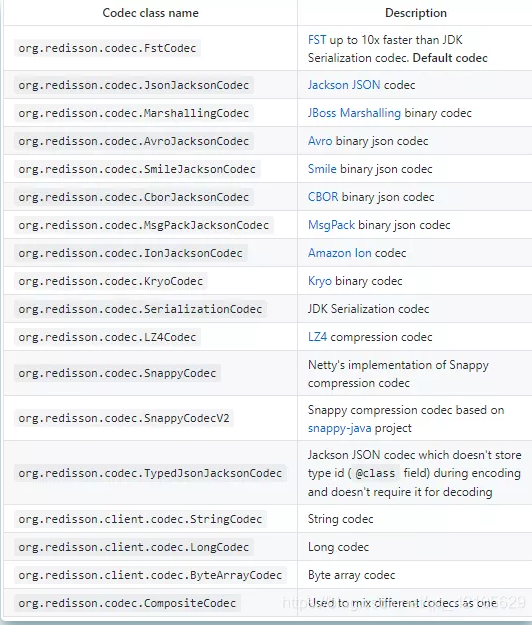 Codec class name Description
org.redisson.codec.FstCodec FST up to 10x faster than JDK
Serialization codec. Default codec
org.redisson.codec.JsonJacksonCodec Jackson JSON codec
org.redisson.codec.MarshallingCodec JBoss Marshalling binary codec
org.redisson.codec.AvroJacksonCodec Avro binary json codec
org.redisson.codec.SmileJacksonCodec Smile binary json codec
org.redisson.codec.CborJacksonCodec CBOR binary json codec
org.redisson.codec.MsgPackJacksonCodec MsgPack binary json codec
org.redisson.codec.IonJacksonCodec Amazon Ion codec
org.redisson.codec.KryoCodec Kryo binary codec
org.redisson.codec.SerializationCodec JDK Serialization codec
org.redisson.codec.LZ4Codec LZ4 compression codec
org.redisson.codec.SnappyCodec Netty's implementation of Snappy
compression codec
org.redisson.codec.SnappyCodecV2 Snappy compression codec based on
snappy-java project
org.redisson.codec.TypedJsonJacksonCodec Jackson JSON codec which doesn't store
type id ( @class field) during encoding
and doesn't require it for decoding
org.redisson.client.codec.StringCodec String codec
org.redisson.client.codec.LongCodec Long codec
org.redisson.client.codec.ByteArrayCodec Byte array codec
org.redisson.codec.CompositeCodec Used to mix different codecs as one